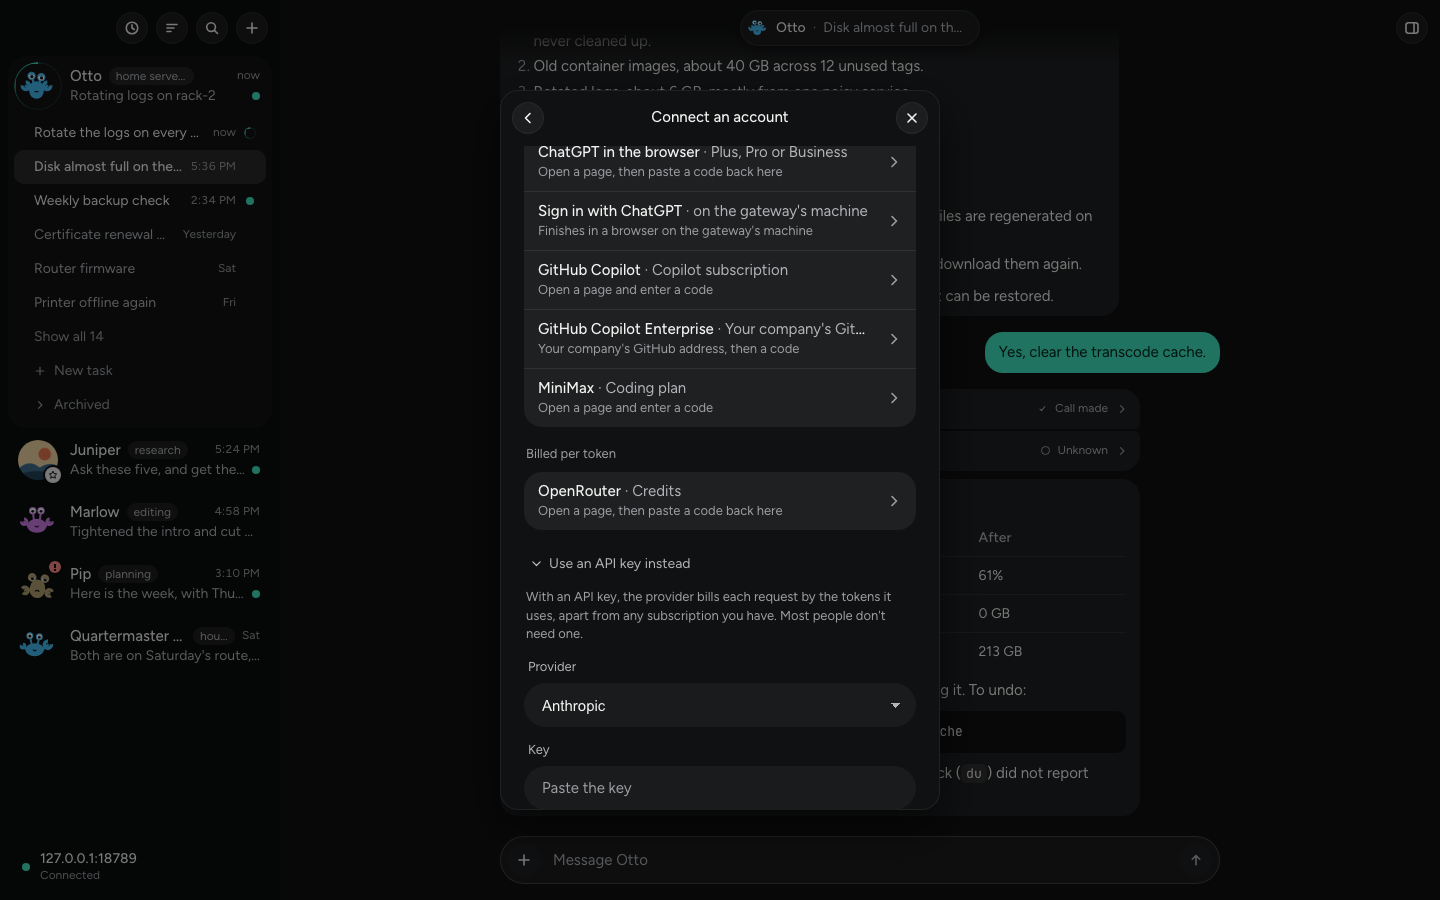 Otto home serve... now
Rotating logs on rack-2
Rotate the logs on every ... now
Disk almost full on the... 5:36 PM
Weekly backup check 2:34 PM
Certificate renewal ... Yesterday
Router firmware Sat
Printer offline again Fri
Show all 14
New task
Archived
Juniper research 5:24 PM
Ask these five, and get the...
Marlow editing 4:58 PM
Tightened the intro and cut ...
Pip planning 3:10 PM
Here is the week, with Thu...
Quartermaster ... hou... Sat
Both are on Saturday's route,...
127.0.0.1:18789
Connected
Otto · Disk almost full on th...
never cleaned up.
2. Old container images, about 40 GB across 12 unused tags.
Connect an account
ChatGPT in the browser · Plus, Pro or Business
Open a page, then paste a code back here
Sign in with ChatGPT · on the gateway's machine
Finishes in a browser on the gateway's machine
GitHub Copilot · Copilot subscription
Open a page and enter a code
GitHub Copilot Enterprise · Your company's Git...
Your company's GitHub address, then a code
MiniMax · Coding plan
Open a page and enter a code
Billed per token
OpenRouter · Credits
Open a page, then paste a code back here
Use an API key instead
With an API key, the provider bills each request by the tokens it
uses, apart from any subscription you have. Most people don't
need one.
Provider
Anthropic
Key
Paste the key
are regenerated on
download them again.
can be restored.
Yes, clear the transcode cache.
Call made
Unknown
After
61%
0 GB
213 GB
it. To undo:
(du) did not report
Message Otto